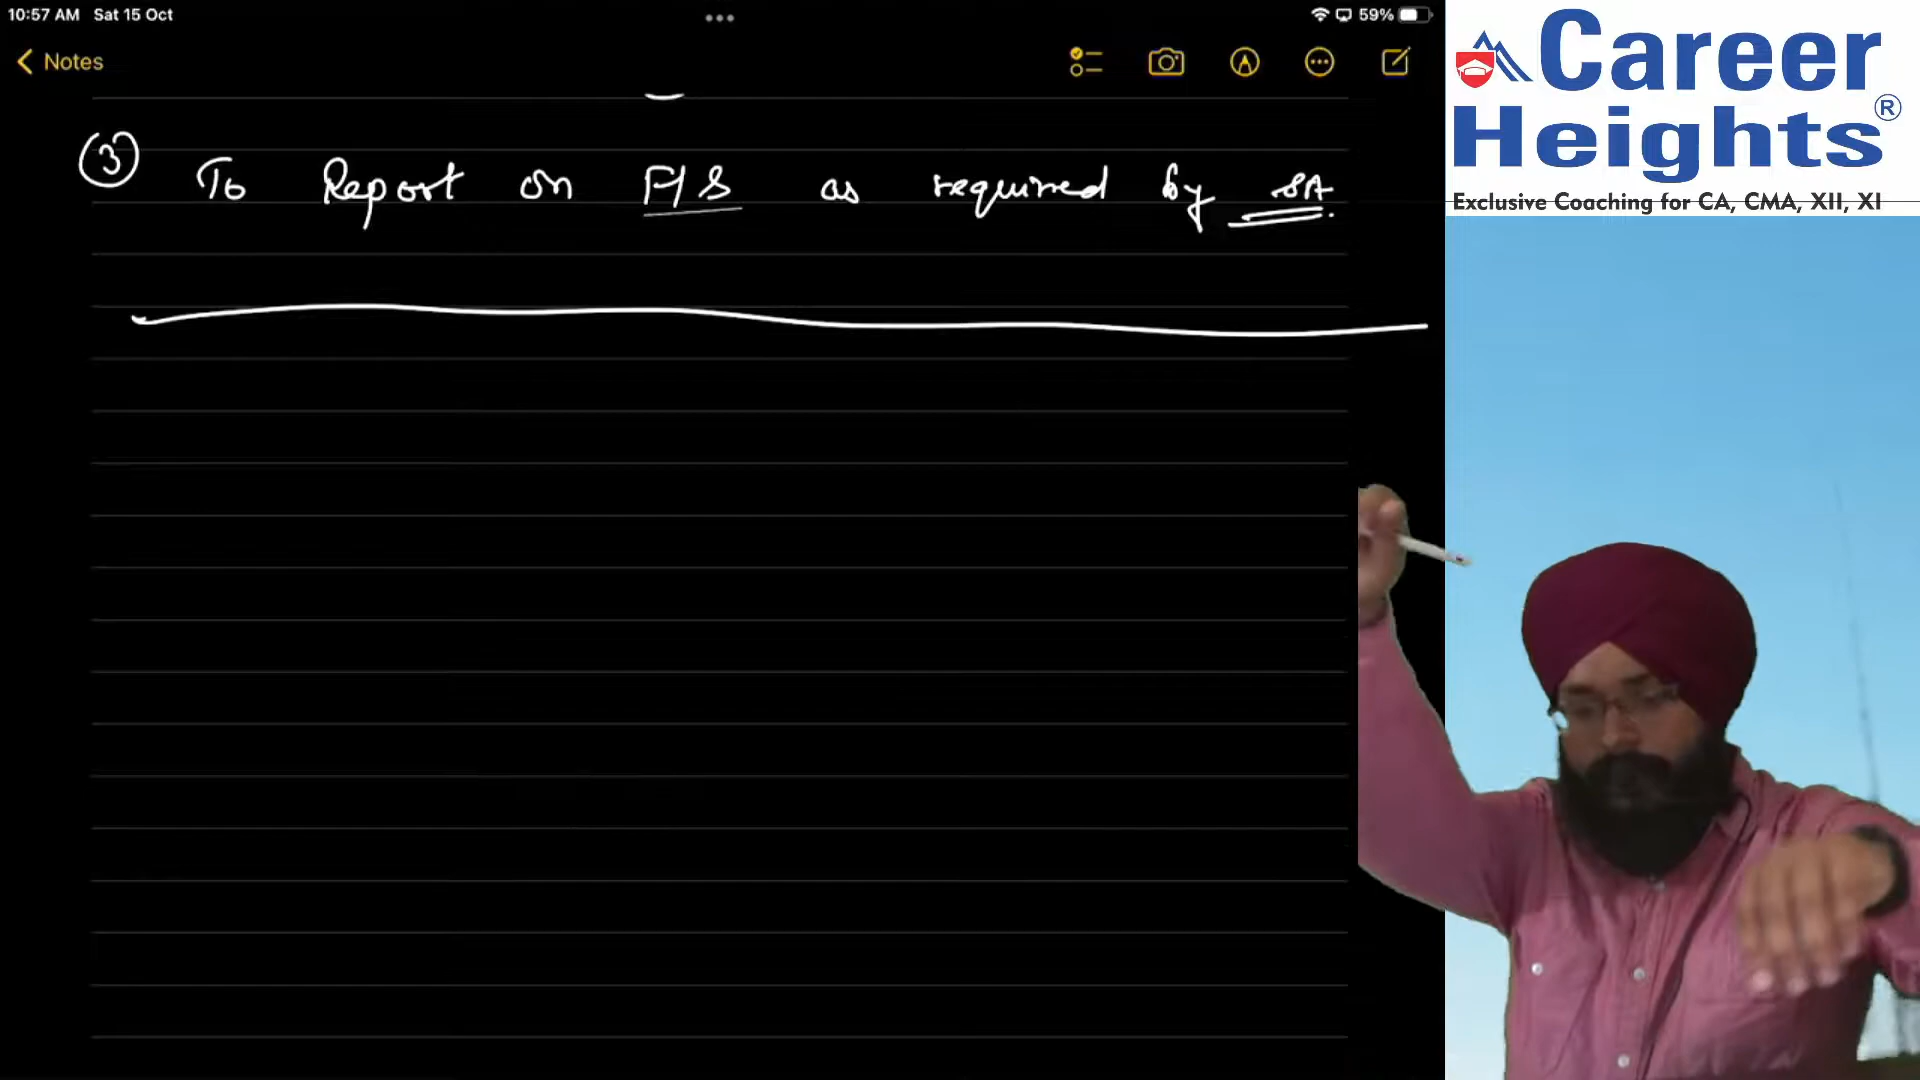 10:57 AM Sat 15 Oct
59%
Notes
Career
Heights®
Exclusive Coaching for CA, CMA, XII, XI
③ To Report on F/S as required by SA.